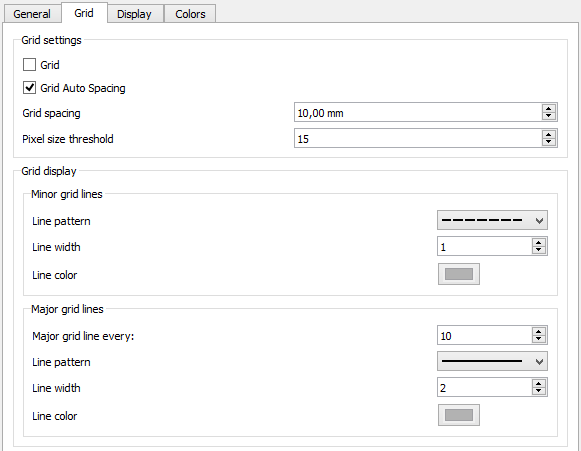 General Grid Display Colors
Grid settings
Grid
Grid Auto Spacing
Grid spacing 10,00 mm
Pixel size threshold 15
Grid display
Minor grid lines
Line pattern
Line width 1
Line color
Major grid lines
Major grid line every: 10
Line pattern
Line width 2
Line color